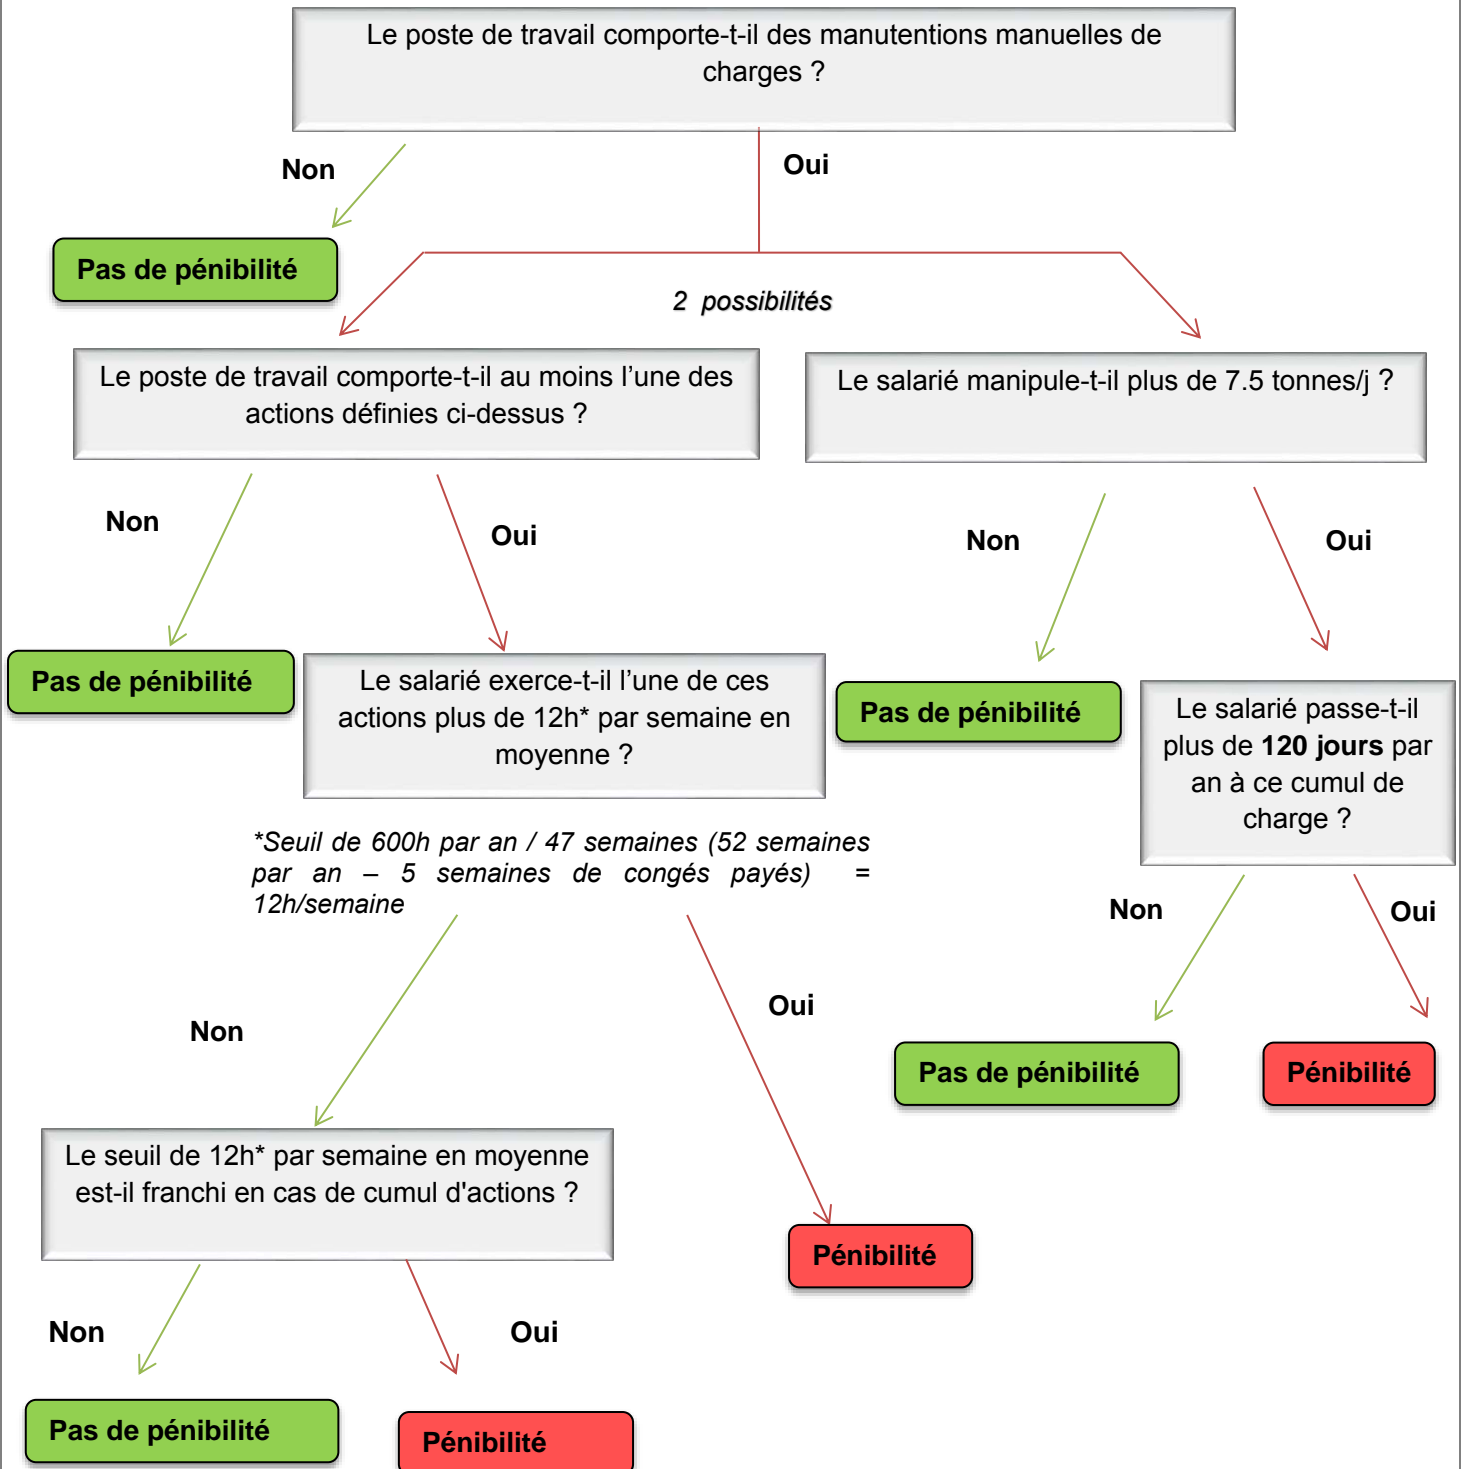 Le poste de travail comporte-t-il des manutentions manuelles de
charges ?
Non
Oui
Pas de pénibilité
2 possibilités
Le poste de travail comporte-t-il au moins l’une des
actions définies ci-dessus ?
Le salarié manipule-t-il plus de 7.5 tonnes/j ?
Non
Oui
Non
Oui
Pas de pénibilité
Le salarié exerce-t-il l’une de ces
actions plus de 12h* par semaine en
moyenne ?
Pas de pénibilité
Le salarié passe-t-il
plus de 120 jours par
an à ce cumul de
charge ?
*Seuil de 600h par an / 47 semaines (52 semaines
par an – 5 semaines de congés payés) =
12h/semaine
Non
Oui
Non
Oui
Pas de pénibilité
Pénibilité
Le seuil de 12h* par semaine en moyenne
est-il franchi en cas de cumul d'actions ?
Pénibilité
Non
Oui
Pas de pénibilité
Pénibilité